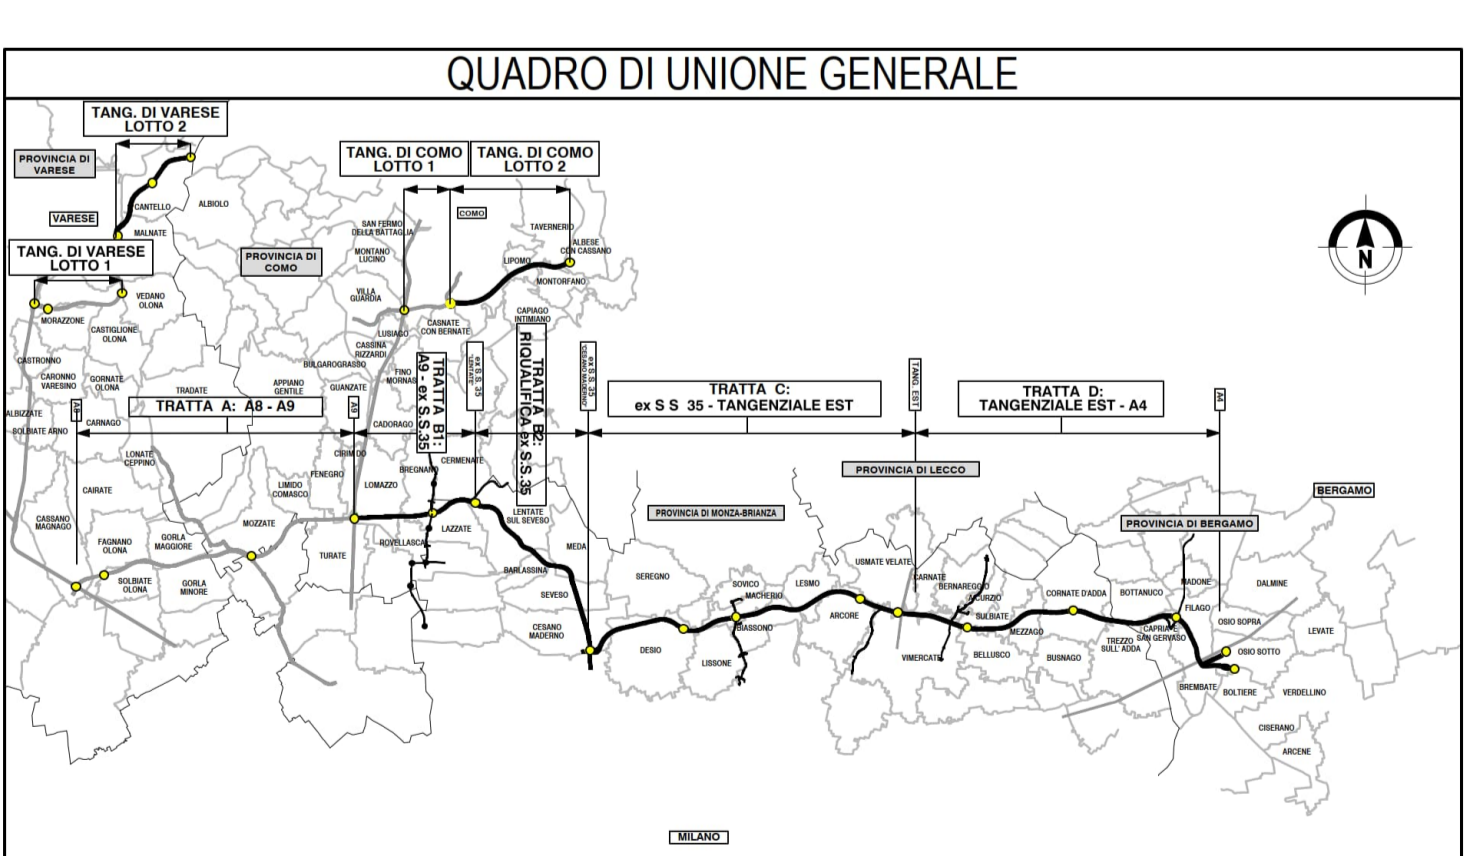 QUADRO DI UNIONE GENERALE
TANG. DI VARESE
LOTTO 2
PROVINCIA DI
VARESE
VARESE
CANTELLO
ALBIOLO
MALNATE
TANG. DI VARESE
LOTTO 1
VEDANO
OLONA
MORAZZONE
CASTIGLIONE
OLONA
TANG. DI COMO
LOTTO 1
TANG. DI COMO
LOTTO 2
COMO
SAN FERMO
DELLA BATTAGLIA
TAVERNERIO
ALBESE
CON CASSANO
MONTANO
LUCINO
PROVINCIA DI
COMO
LIPOMO
MONTORFANO
VILLA
GUARDIA
CAPIAGO
INTIMIANO
LUSIAGO
CASNATE
CON BERNATE
CASSINA
RIZZARDI
BULGAROGRASSO
N
CASTRONNO
CARONNO
VARESINO
GORNATE
OLONA
TRADATE
APPIANO
GENTILE
GUANZATE
FINO
MORNAS
ALBIZZATE
SOLBIATE ARNO
CARNAGO
CADORAGO
A8
TRATTA A: A8 - A9
A9
TRATTA B1:
A9 - ex S.S.35
ex S.S. 35
"LENTATE"
TRATTA B2:
RIQUALIFICA ex S.S.35
ex S.S. 35
"CESANO MADERNO"
TRATTA C:
ex S S 35 - TANGENZIALE EST
TANG. EST
TRATTA D:
TANGENZIALE EST - A4
A4
LONATE
CEPPINO
CIRIMIDO
FENEGRO
BREGNANO
CERMENATE
PROVINCIA DI LECCO
CAIRATE
LIMIDO
COMASCO
LOMAZZO
BERGAMO
CASSANO
MAGNAGO
MOZZATE
LAZZATE
LENTATE
SUL SEVESO
PROVINCIA DI MONZA-BRIANZA
PROVINCIA DI BERGAMO
FAGNANO
OLONA
GORLA
MAGGIORE
TURATE
ROVELLASCA
MEDA
SOLBIATE
OLONA
GORLA
MINORE
BARLASSINA
SEVESO
CESANO
MADERNO
SEREGNO
SOVICO
MACHERIO
LESMO
USMATE VELATE
CARNATE
BERNAREGGIO
AICURZIO
CORNATE D'ADDA
BOTTANUCO
MADONE
DALMINE
FILAGO
ARCORE
SULBIATE
MEZZAGO
BIASSONO
CAPRIATE
SAN GERVASO
OSIO SOPRA
LEVATE
DESIO
LISSONE
VIMERCATE
BELLUSCO
BUSNAGO
TREZZO
SULL' ADDA
OSIO SOTTO
BREMBATE
BOLTIERE
VERDELLINO
CISERANO
ARCENE
MILANO